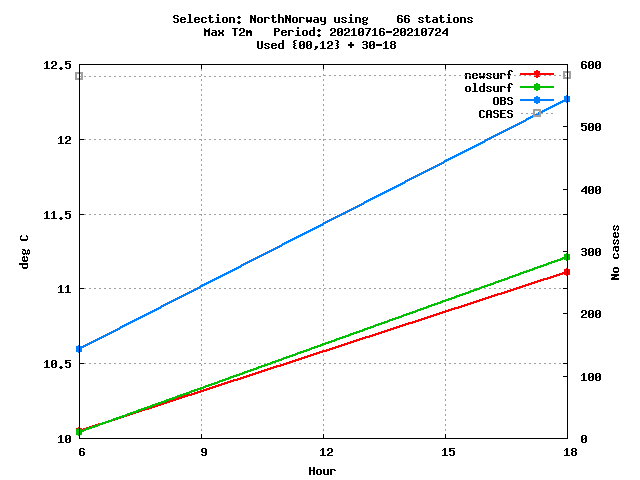 Selection: NorthNorway using    66 stations
Max T2m   Period: 20210716-20210724
Used {00,12} + 30-18
12.5
12
11.5
11
10.5
10
deg C
600
500
400
300
200
100
0
No cases
newsurf
oldsurf
OBS
CASES
6 9 12 15 18
Hour